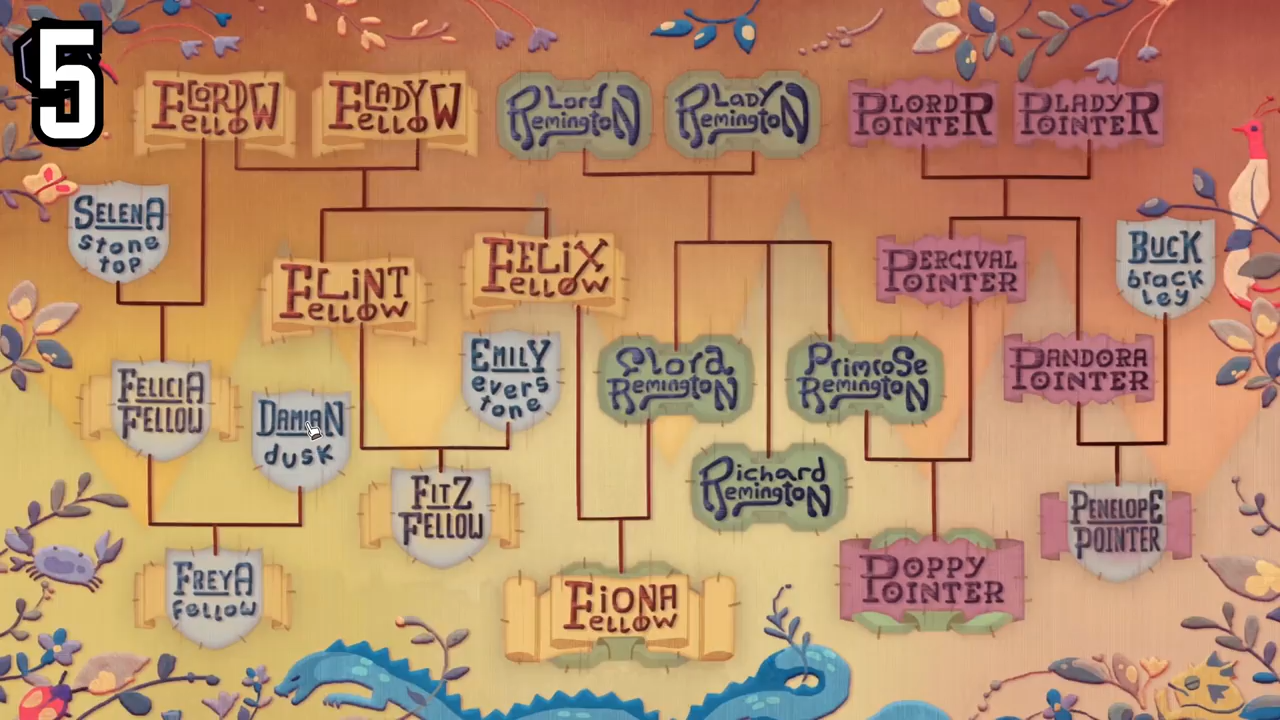 5
LORD
FELLOW
LADY
FELLOW
Lord
RemingtoN
LADY
RemingtoN
LORD
POINTER
LADY
POINTER
SELENA
stone
top
FLiNT
FELLOW
FELiX
FELLOW
PERCIVAL
POINTER
BUCK
brack
ley
FELICIA
FELLOW
DAMIAN
dusk
EMILY
evers
tone
Flora
RemingtoN
PrimroSe
RemingtoN
PANDORA
POINTER
FITZ
FELLOW
Richard
RemingtoN
PENELOPE
POINTER
FREYA
Fellow
FiONA
FELLOW
POPPY
POINTER